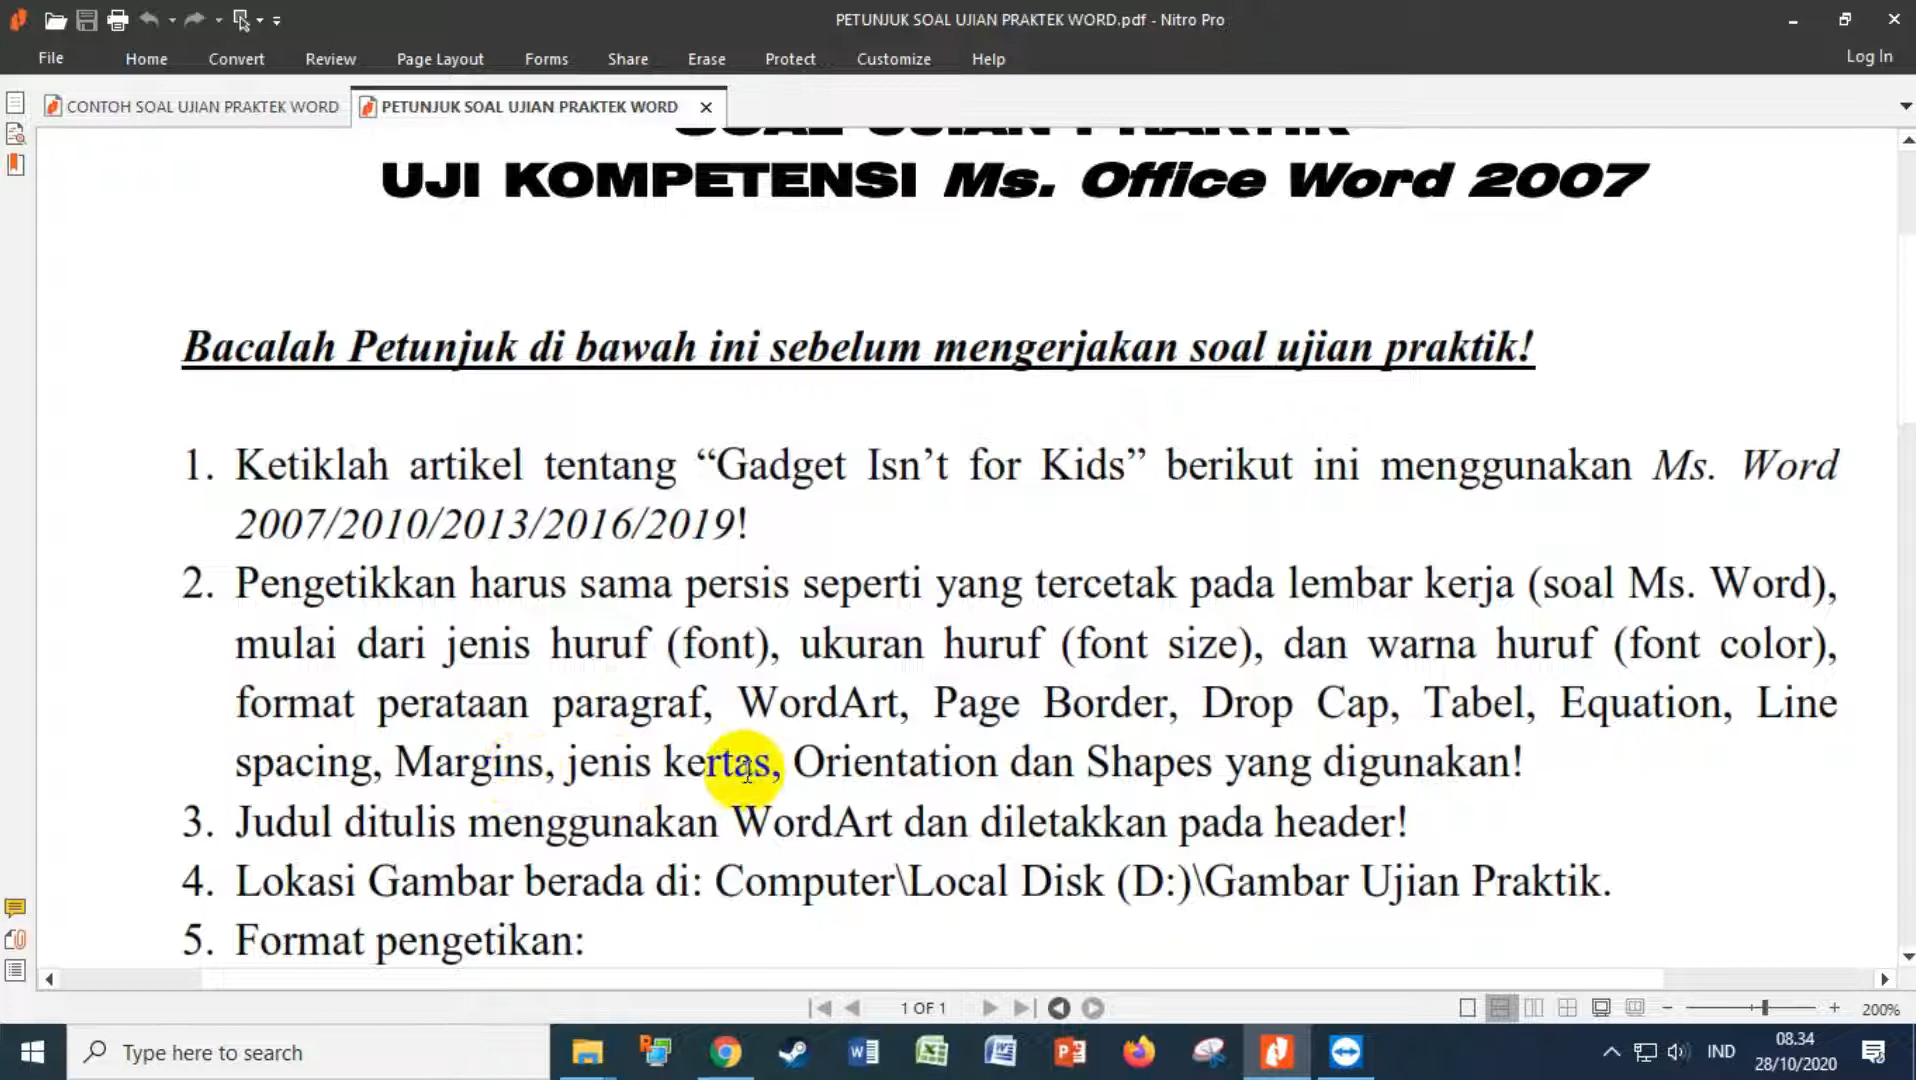 PETUNJUK SOAL UJIAN PRAKTEK WORD.pdf - Nitro Pro
File Home Convert Review Page Layout Forms Share Erase Protect Customize Help Log In
CONTOH SOAL UJIAN PRAKTEK WORD PETUNJUK SOAL UJIAN PRAKTEK WORD
SOAL UJIAN PRAKTIK
UJI KOMPETENSI Ms. Office Word 2007
Bacalah Petunjuk di bawah ini sebelum mengerjakan soal ujian praktik!
1. Ketiklah artikel tentang “Gadget Isn’t for Kids” berikut ini menggunakan Ms. Word
2007/2010/2013/2016/2019!
2. Pengetikkan harus sama persis seperti yang tercetak pada lembar kerja (soal Ms. Word),
mulai dari jenis huruf (font), ukuran huruf (font size), dan warna huruf (font color),
format perataan paragraf, WordArt, Page Border, Drop Cap, Tabel, Equation, Line
spacing, Margins, jenis kertas, Orientation dan Shapes yang digunakan!
3. Judul ditulis menggunakan WordArt dan diletakkan pada header!
4. Lokasi Gambar berada di: Computer\Local Disk (D:)\Gambar Ujian Praktik.
5. Format pengetikan:
1 OF 1
200%
Type here to search
IND
08.34
28/10/2020